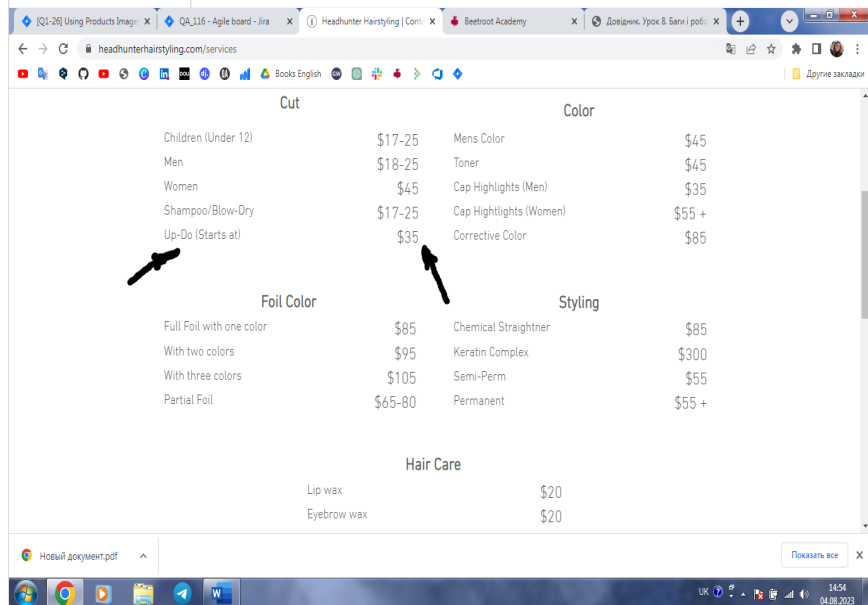 [Q1-26] Using Products Image
QA_116 - Agile board - Jira
Headhunter Hairstyling | Cont
Beetroot Academy
Довідник. Урок 8. Баги і робо
headhunterhairstyling.com/services
Books English
Другие закладки
Cut
Children (Under 12) $17-25
Men $18-25
Women $45
Shampoo/Blow-Dry $17-25
Up-Do (Starts at) $35
Color
Mens Color $45
Toner $45
Cap Highlights (Men) $35
Cap Hightlights (Women) $55 +
Corrective Color $85
Foil Color
Full Foil with one color $85
With two colors $95
With three colors $105
Partial Foil $65-80
Styling
Chemical Straightner $85
Keratin Complex $300
Semi-Perm $55
Permanent $55 +
Hair Care
Lip wax $20
Eyebrow wax $20
Новый документ.pdf
Показать все
UK
14:54
04.08.2023